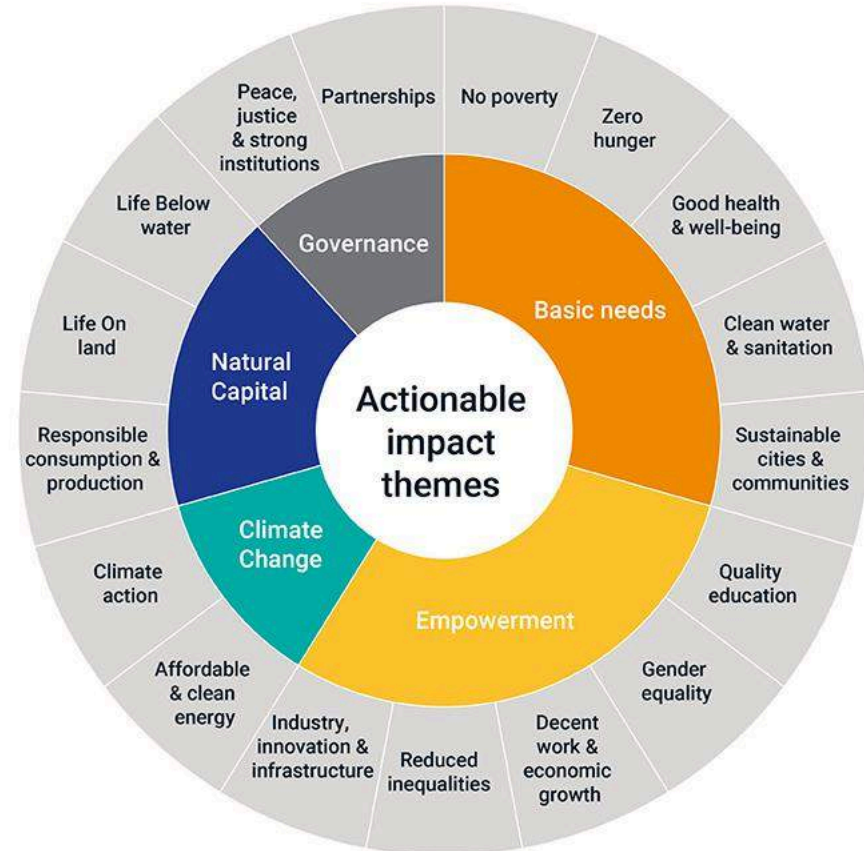 Actionable
impact
themes
Basic needs
No poverty
Zero
hunger
Good health
& well-being
Clean water
& sanitation
Sustainable
cities &
communities
Empowerment
Quality
education
Gender
equality
Decent
work &
economic
growth
Reduced
inequalities
Industry,
innovation &
infrastructure
Climate
Change
Affordable
& clean
energy
Climate
action
Natural
Capital
Responsible
consumption &
production
Life On
land
Life Below
water
Governance
Peace,
justice
& strong
institutions
Partnerships